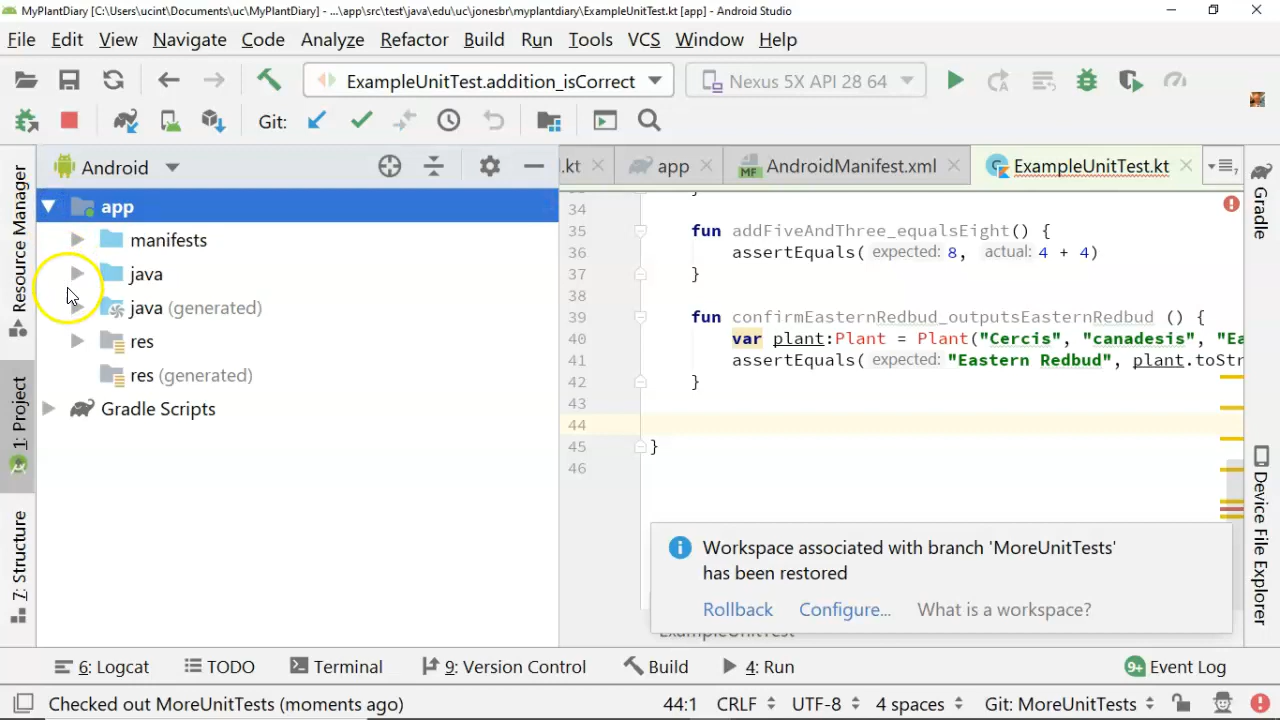 MyPlantDiary [C:\Users\ucint\Documents\uc\MyPlantDiary] - ...\app\src\test\java\edu\uc\jonesbr\myplantdiary\ExampleUnitTest.kt [app] - Android Studio
File Edit View Navigate Code Analyze Refactor Build Run Tools VCS Window Help
ExampleUnitTest.addition_isCorrect Nexus 5X API 28 64
Git:
Android .kt app MF AndroidManifest.xml ExampleUnitTest.kt
Resource Manager
1: Project
7: Structure
app
manifests
java
java (generated)
res
res (generated)
Gradle Scripts
34
35 fun addFiveAndThree_equalsEight() {
36 assertEquals( expected: 8, actual: 4 + 4)
37 }
38
39 fun confirmEasternRedbud_outputsEasternRedbud () {
40 var plant:Plant = Plant("Cercis", "canadesis", "Ea
41 assertEquals( expected: "Eastern Redbud", plant.toStr
42 }
43
44
45 }
46
Workspace associated with branch 'MoreUnitTests'
has been restored
Rollback Configure... What is a workspace?
ExampleUnitTest
Gradle
Device File Explorer
6: Logcat TODO Terminal 9: Version Control Build 4: Run 9+ Event Log
Checked out MoreUnitTests (moments ago) 44:1 CRLF UTF-8 4 spaces Git: MoreUnitTests